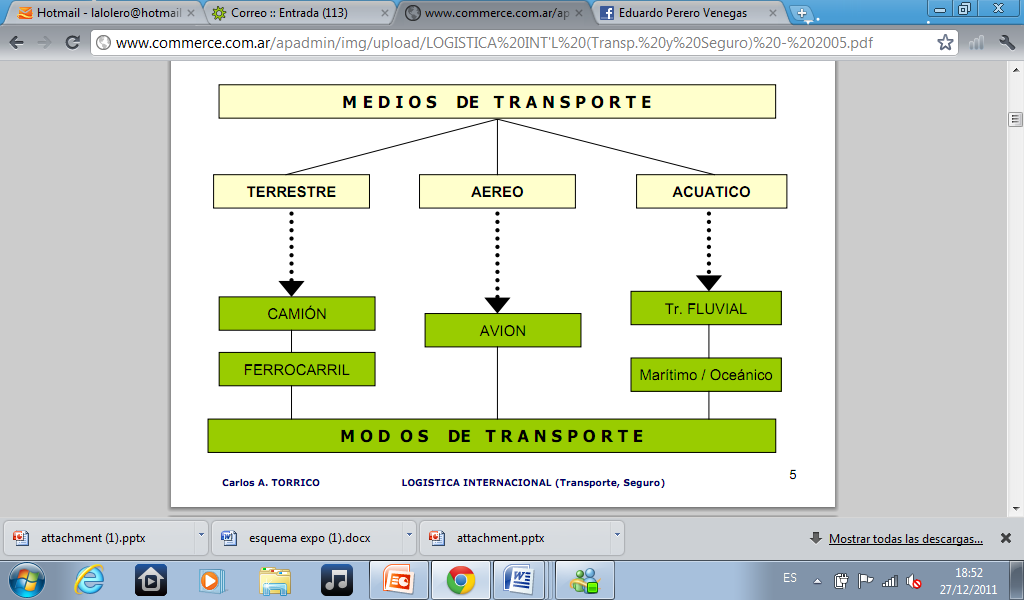 Hotmail - lalolero@hotmail
Correo :: Entrada (113)
www.commerce.com.ar/ap
Eduardo Perero Venegas
www.commerce.com.ar/apadmin/img/upload/LOGISTICA%20INT'L%20(Transp.%20y%20Seguro)%20-%202005.pdf
MEDIOS DE TRANSPORTE
TERRESTRE
AEREO
ACUATICO
CAMIÓN
AVION
Tr. FLUVIAL
FERROCARRIL
Marítimo / Oceánico
MODOS DE TRANSPORTE
Carlos A. TORRICO
LOGISTICA INTERNACIONAL (Transporte, Seguro)
5
attachment (1).pptx
esquema expo (1).docx
attachment.pptx
Mostrar todas las descargas...
ES
18:52
27/12/2011